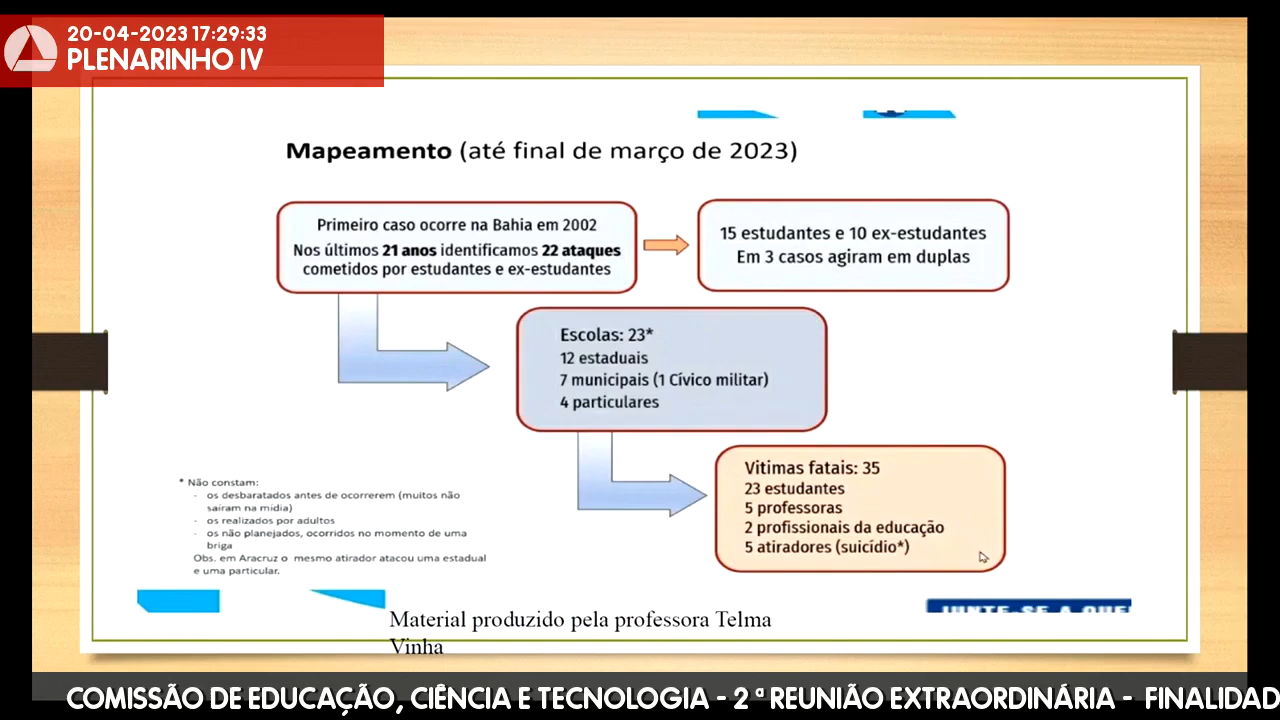 20-04-2023 17:29:33
PLENARINHO IV
Mapeamento (até final de março de 2023)
Primeiro caso ocorre na Bahia em 2002
Nos últimos 21 anos identificamos 22 ataques
cometidos por estudantes e ex-estudantes
15 estudantes e 10 ex-estudantes
Em 3 casos agiram em duplas
Escolas: 23*
12 estaduais
7 municipais (1 Cívico militar)
4 particulares
Vitimas fatais: 35
23 estudantes
5 professoras
2 profissionais da educação
5 atiradores (suicídio*)
* Não constam:
- os desbaratados antes de ocorrerem (muitos não
sairam na mídia)
- os realizados por adultos
- os não planejados, ocorridos no momento de uma
briga
Obs. em Aracruz o mesmo atirador atacou uma estadual
e uma particular.
JUNTE-SE A QUE
Material produzido pela professora Telma
Vinha
COMISSÃO DE EDUCAÇÃO, CIÊNCIA E TECNOLOGIA - 2 ª REUNIÃO EXTRAORDINÁRIA - FINALIDAD